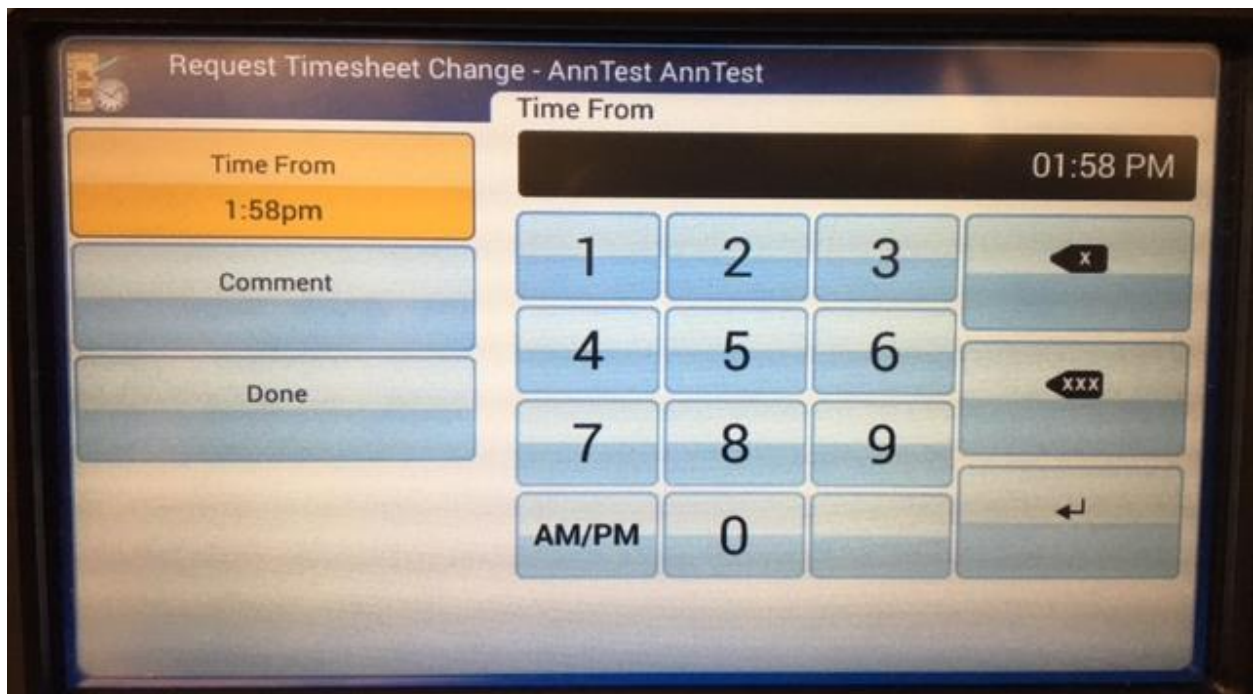 Request Timesheet Change - AnnTest AnnTest
Time From
01:58 PM
Time From
1:58pm
Comment
Done
1 2 3 X
4 5 6 XXX
7 8 9
AM/PM 0